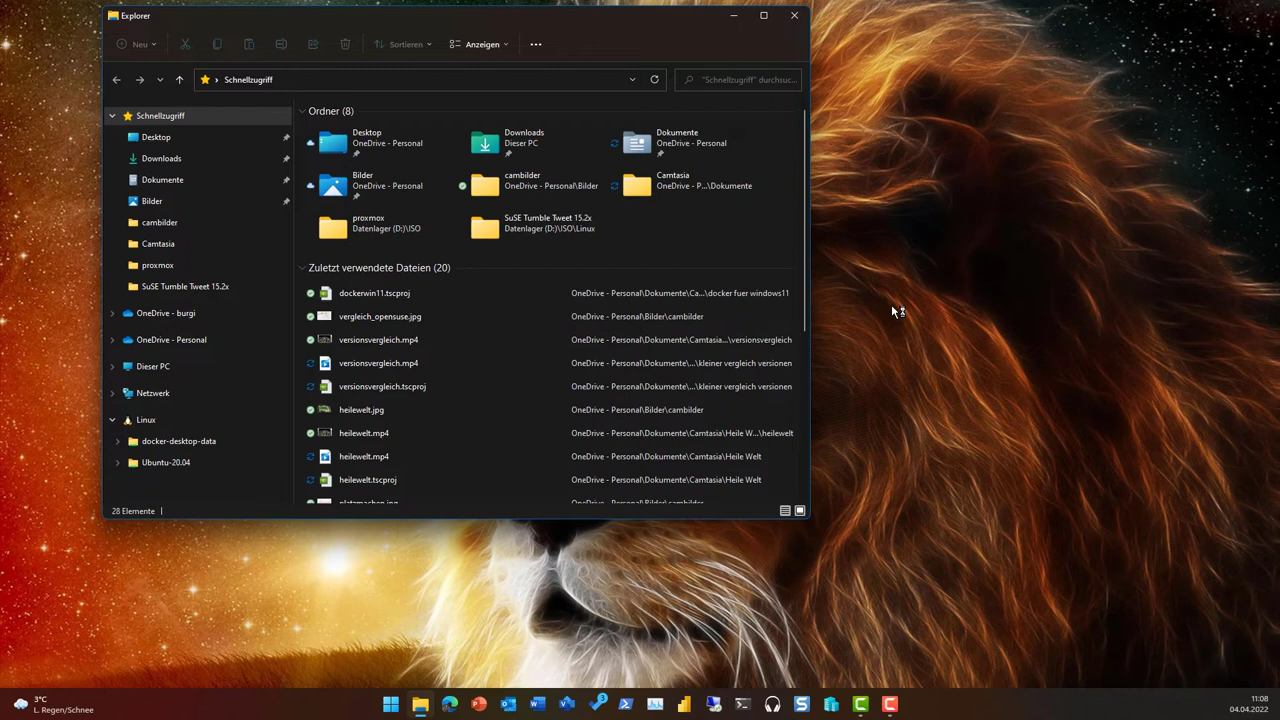 Explorer
Neu
Sortieren
Anzeigen
Schnellzugriff
"Schnellzugriff" durchsuc...
Schnellzugriff
Desktop
Downloads
Dokumente
Bilder
cambilder
Camtasia
proxmox
SuSE Tumble Tweet 15.2x
OneDrive - burgi
OneDrive - Personal
Dieser PC
Netzwerk
Linux
docker-desktop-data
Ubuntu-20.04
Ordner (8)
Desktop
OneDrive - Personal
Downloads
Dieser PC
Dokumente
OneDrive - Personal
Bilder
OneDrive - Personal
cambilder
OneDrive - Personal\Bilder
Camtasia
OneDrive - P...\Dokumente
proxmox
Datenlager (D:)\ISO
SuSE Tumble Tweet 15.2x
Datenlager (D:)\ISO\Linux
Zuletzt verwendete Dateien (20)
dockerwin11.tscproj OneDrive - Personal\Dokumente\Ca...\docker fuer windows11
vergleich_opensuse.jpg OneDrive - Personal\Bilder\cambilder
versionsvergleich.mp4 OneDrive - Personal\Dokumente\Camtasia...\versionsvergleich
versionsvergleich.mp4 OneDrive - Personal\Dokumente\...\kleiner vergleich versionen
versionsvergleich.tscproj OneDrive - Personal\Dokumente\...\kleiner vergleich versionen
heilewelt.jpg OneDrive - Personal\Bilder\cambilder
heilewelt.mp4 OneDrive - Personal\Dokumente\Camtasia\Heile W...\heilewelt
heilewelt.mp4 OneDrive - Personal\Dokumente\Camtasia\Heile Welt
heilewelt.tscproj OneDrive - Personal\Dokumente\Camtasia\Heile Welt
platzmachen.jpg OneDrive - Personal\Bilder\cambilder
28 Elemente
3°C
L. Regen/Schnee
3
11:08
04.04.2022